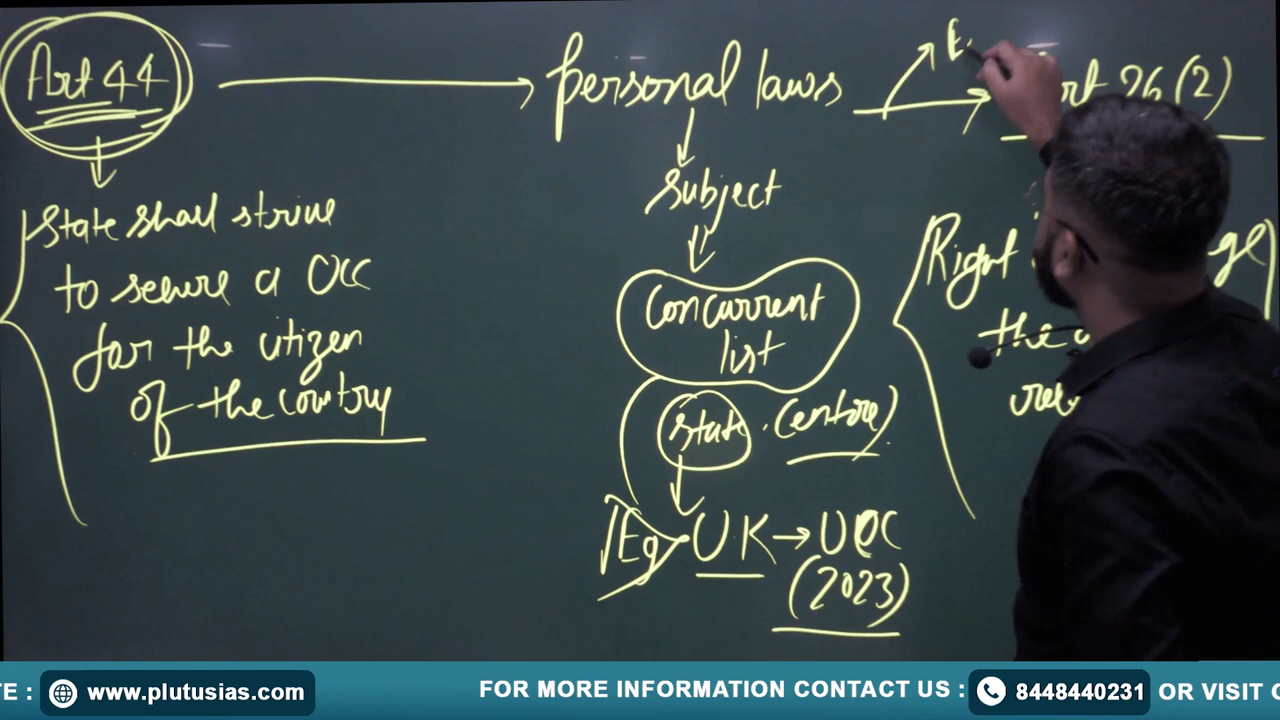 Art 44
State shall strive
to secure a UCC
for the citizen
of the country
personal laws
subject
concurrent
list
state. (centre)
Eg UK → UCC
(2023)
26 (2)
Right
the
www.plutusias.com
FOR MORE INFORMATION CONTACT US :
8448440231
OR VISIT